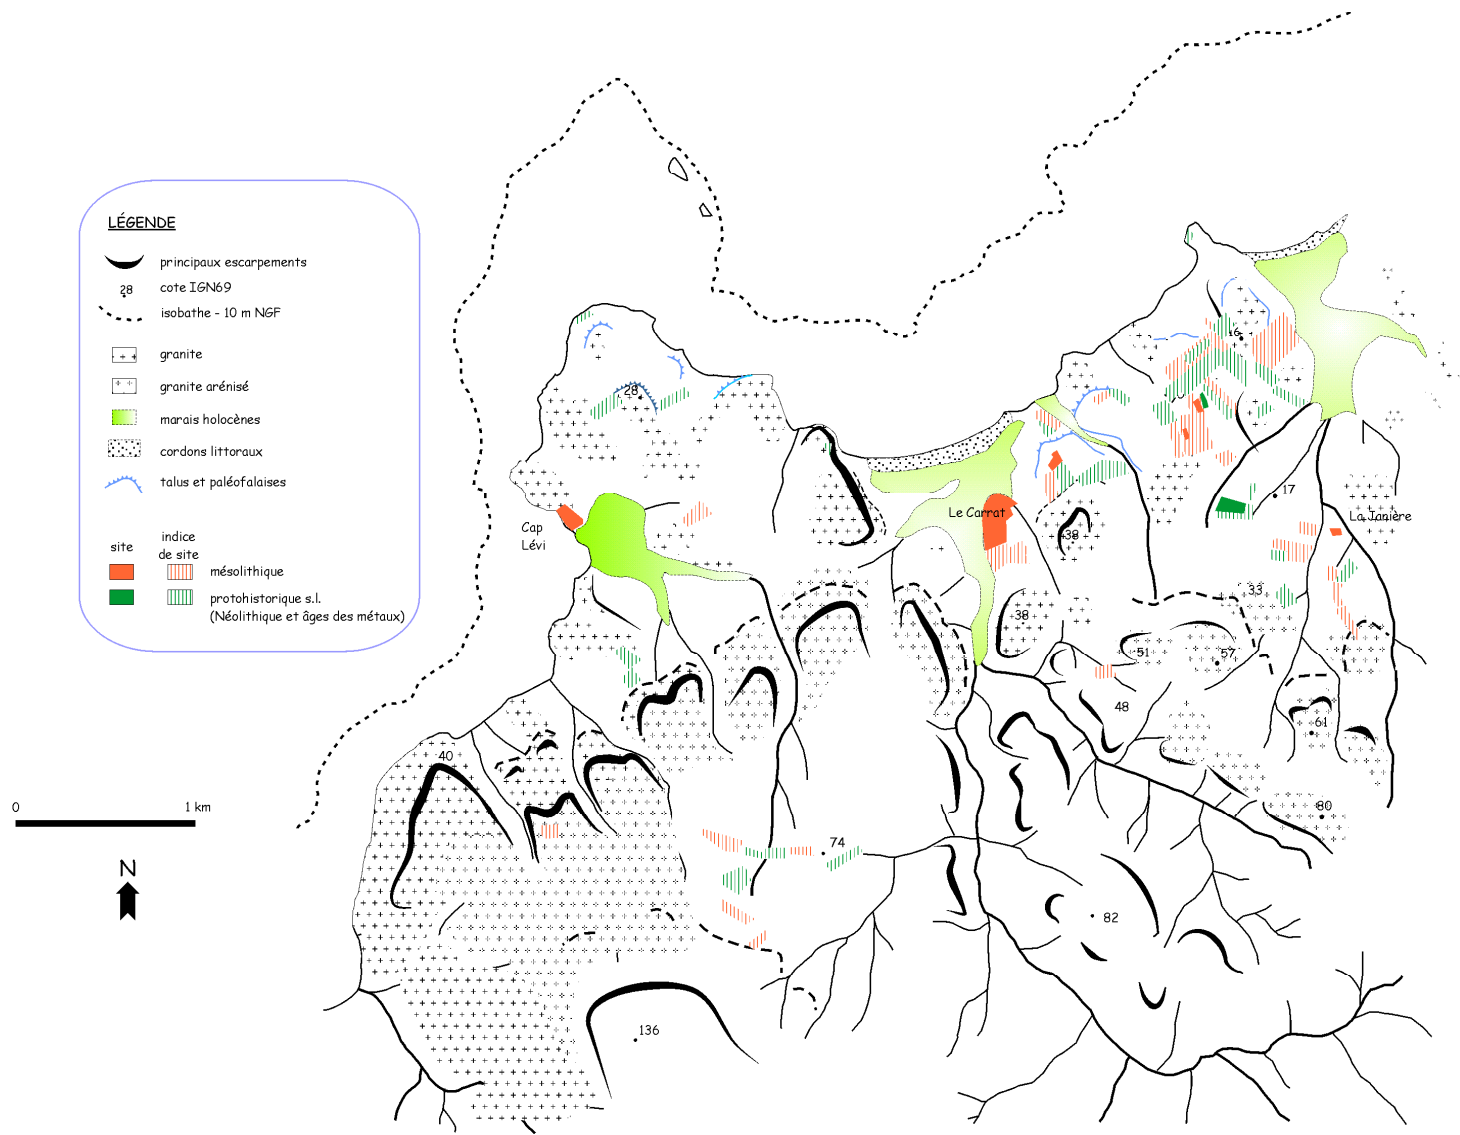 LÉGENDE
principaux escarpements
28
cote IGN69
isobathe - 10 m NGF
granite
granite arénisé
marais holocènes
cordons littoraux
talus et paléofalaises
site
indice
de site
mésolithique
protohistorique s.l.
(Néolithique et âges des métaux)
0
1 km
N
16
28
17
Cap
Lévi
Le Carrat
La Janière
38
33
38
51
57
48
61
40
80
74
82
136